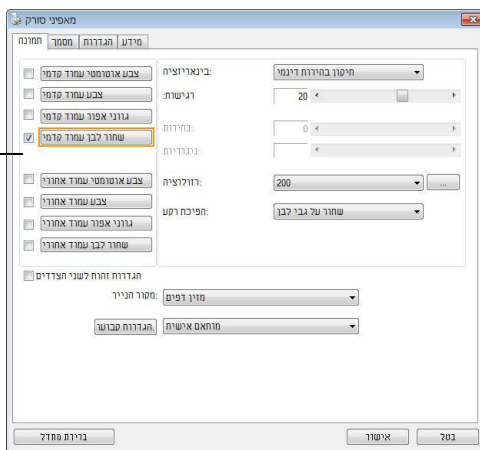 מאפיני סורק
תמונה
מסמך
הגדרות
מידע
צבע אוטומטי עמוד קדמי
צבע עמוד קדמי
גווני אפור עמוד קדמי
שחור לבן עמוד קדמי
צבע אוטומטי עמוד אחורי
צבע עמוד אחורי
גווני אפור עמוד אחורי
שחור לבן עמוד אחורי
בינאריזציה: תיקון בהירות דינמי
רגישות: 20
בהירות: 0
ניגודיות:
רזולוציה: 200 ...
הפיכת רקע: שחור על גבי לבן
הגדרות זהות לשני הצדדים
מקור הנייר: מזין דפים
הגדרות קבוע. מותאם אישית
ברירת מחדל
אישור
בטל